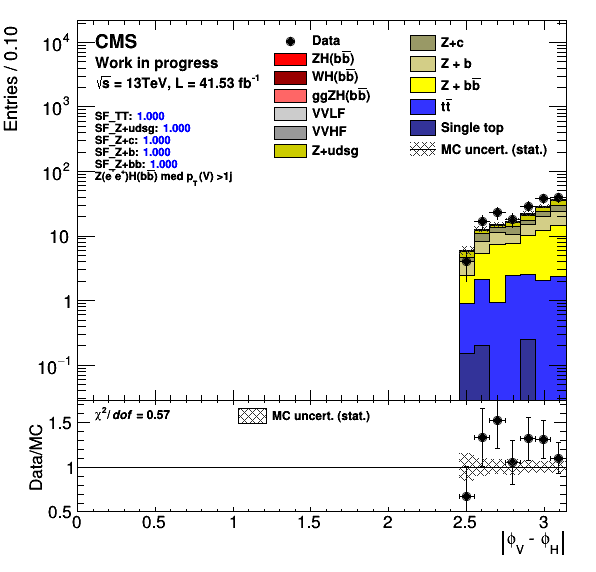 CMS
Work in progress
√s = 13TeV, L = 41.53 fb⁻¹
SF_TT: 1.000
SF_Z+udsg: 1.000
SF_Z+c: 1.000
SF_Z+b: 1.000
SF_Z+bb: 1.000
Z(e⁻e⁺)H(bb̅) med p_T(V) >1j
Data
ZH(bb̅)
WH(bb̅)
ggZH(bb̅)
VVLF
VVHF
Z+udsg
Z+c
Z + b
Z + bb̅
tt̅
Single top
MC uncert. (stat.)
Entries / 0.10
10⁴
10³
10²
10
1
10⁻¹
χ²/dof = 0.57
MC uncert. (stat.)
Data/MC
1.5
1
0.5
0 0.5 1 1.5 2 2.5 3
|ϕ_V - ϕ_H|